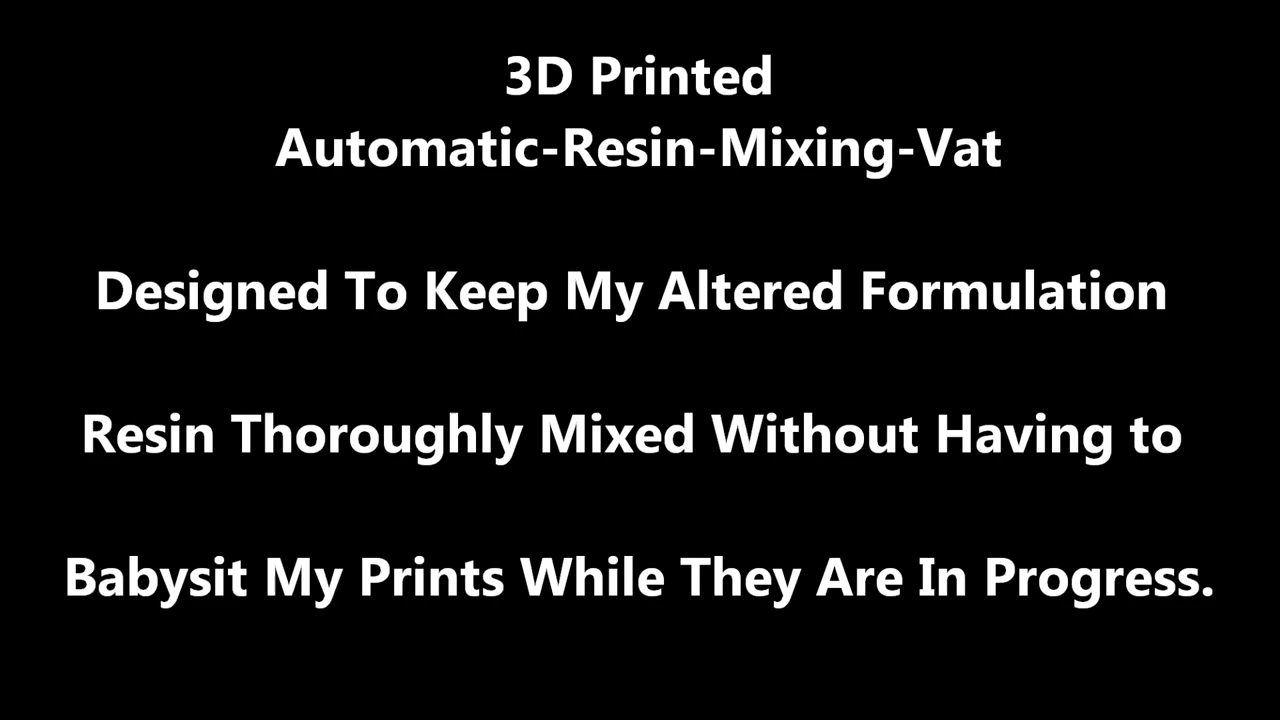 3D Printed
Automatic-Resin-Mixing-Vat
Designed To Keep My Altered Formulation
Resin Thoroughly Mixed Without Having to
Babysit My Prints While They Are In Progress.